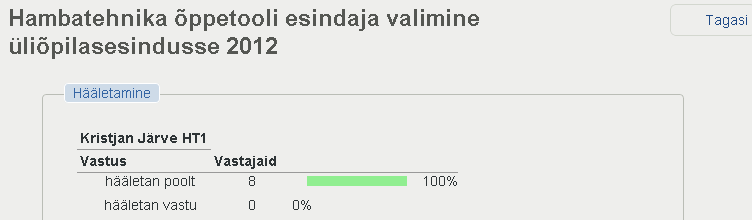 Hambatehnika õppetooli esindaja valimine
üliõpilasesindusse 2012
Tagasi
Hääletamine
Kristjan Järve HT1
Vastus Vastajaid
hääletan poolt 8 100%
hääletan vastu 0 0%